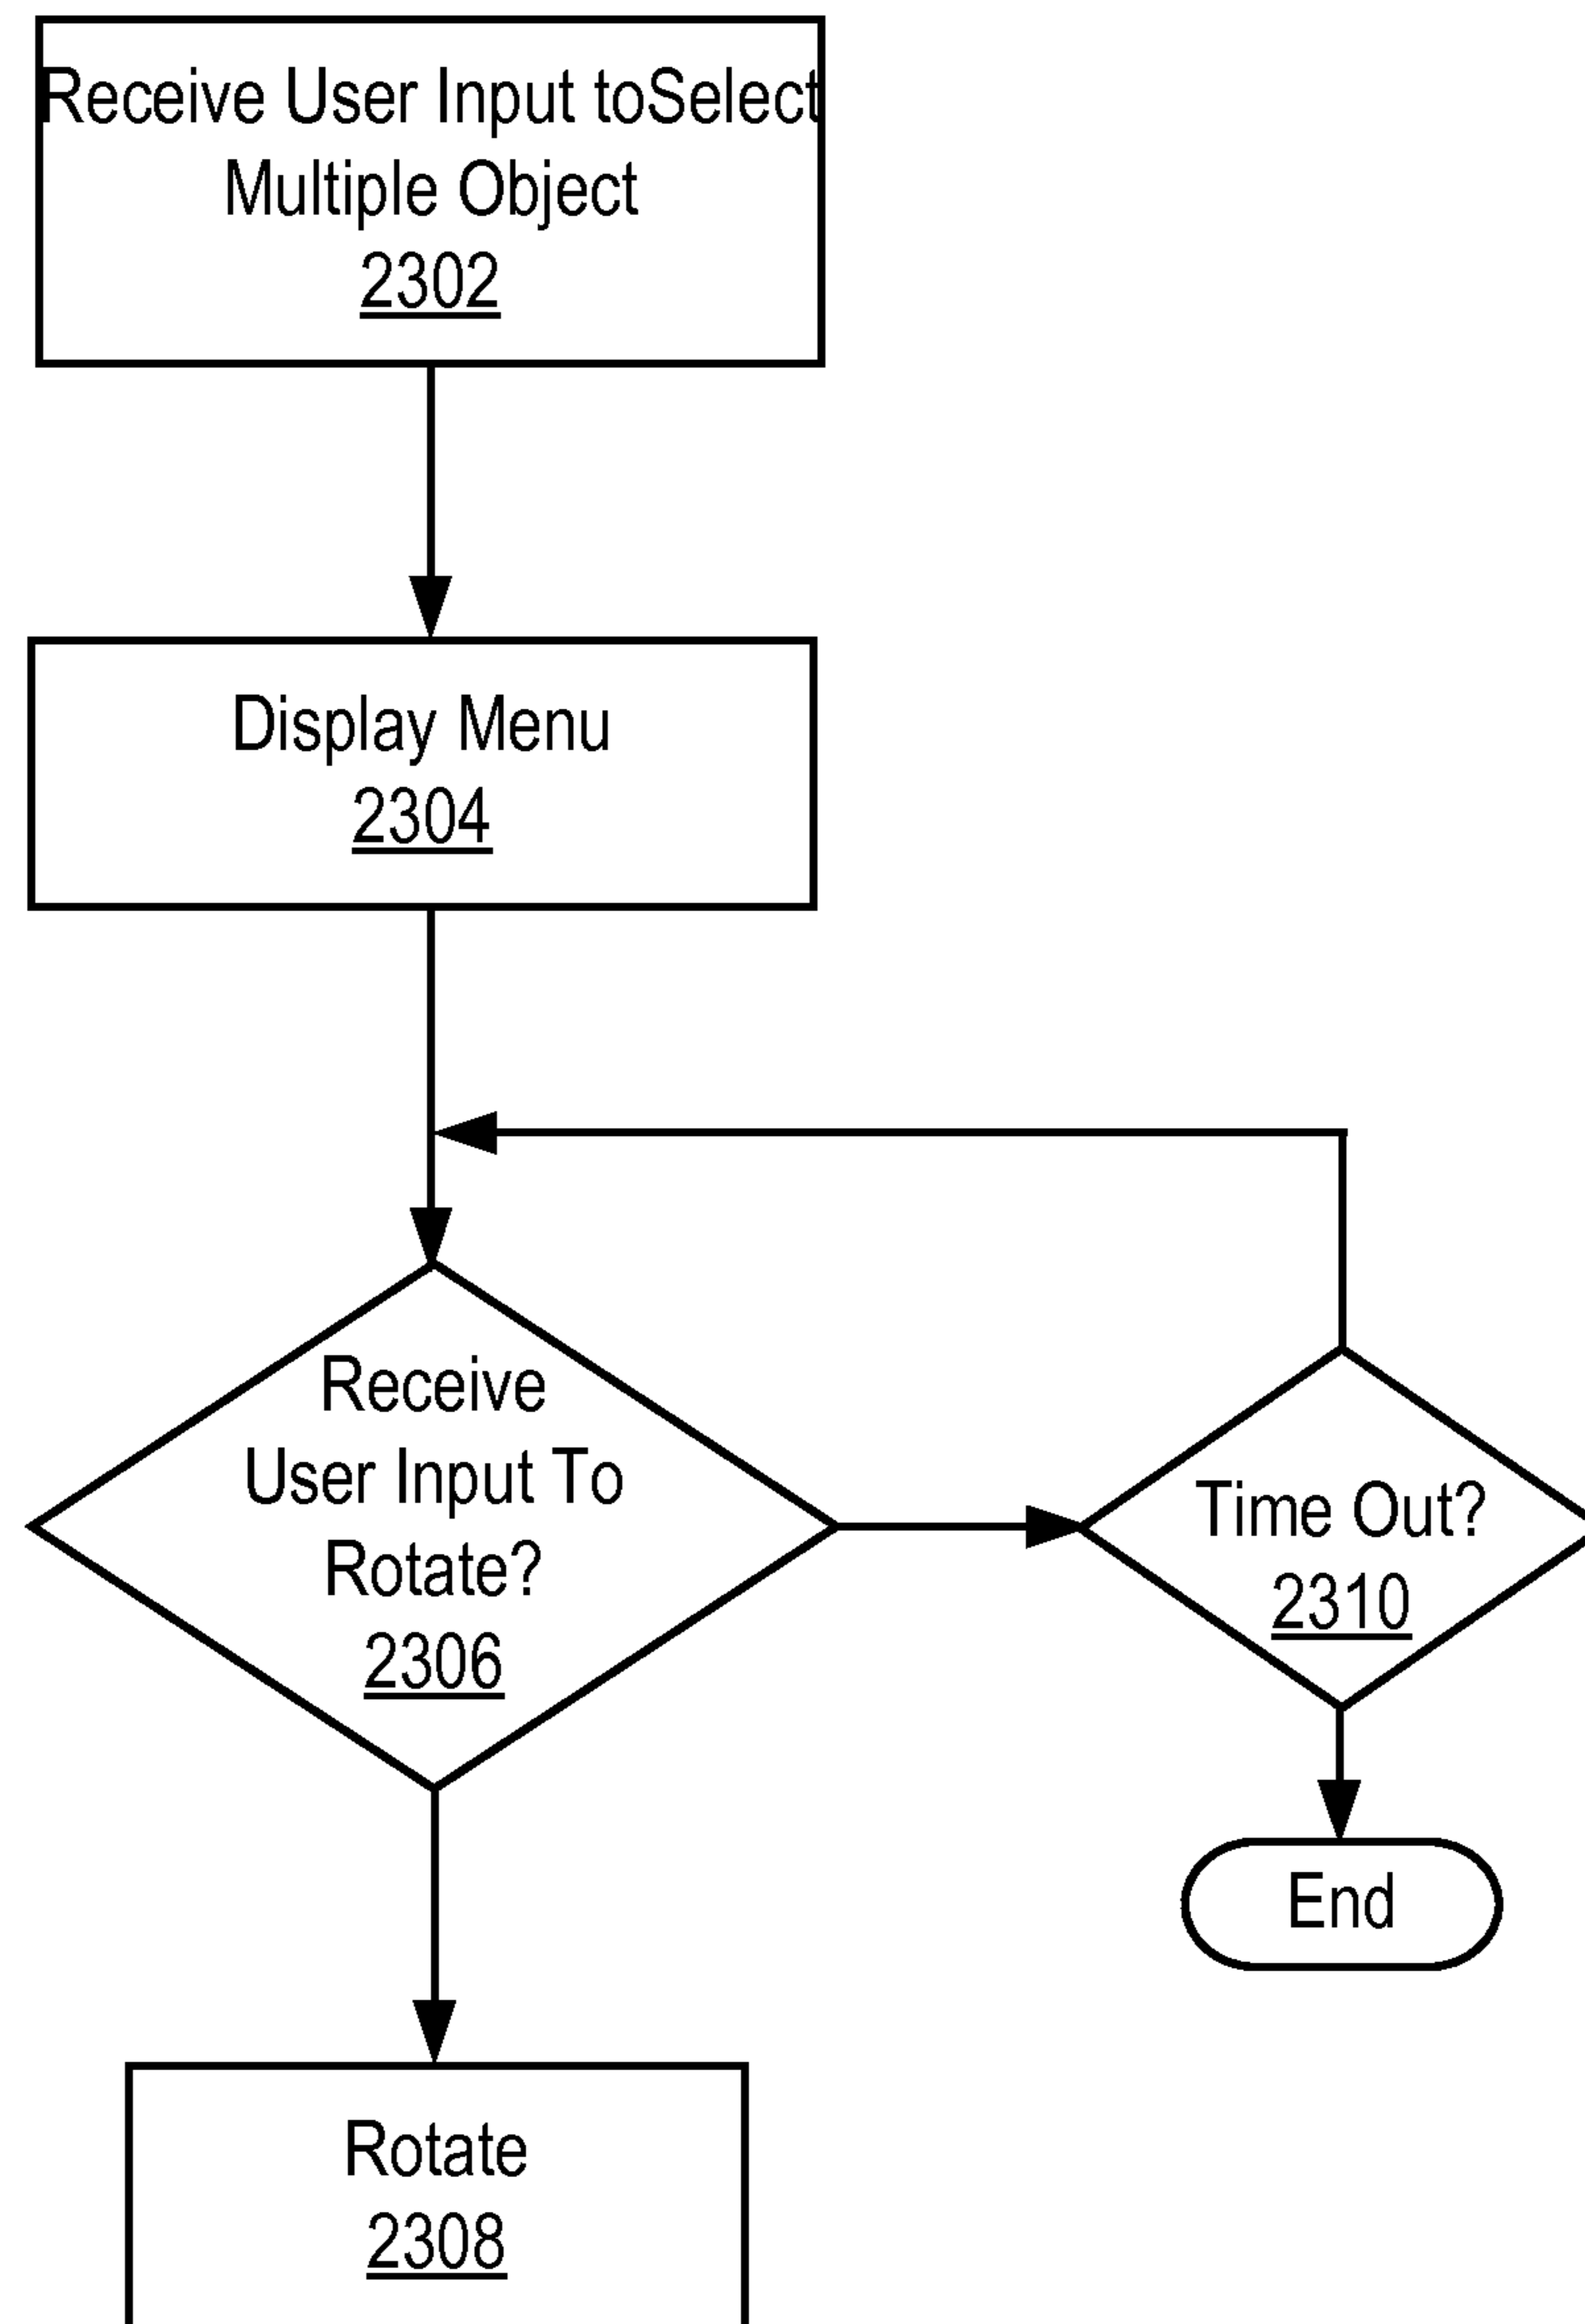 Receive User Input toSelect
Multiple Object
2302
Display Menu
2304
Receive
User Input To
Rotate?
2306
Time Out?
2310
End
Rotate
2308